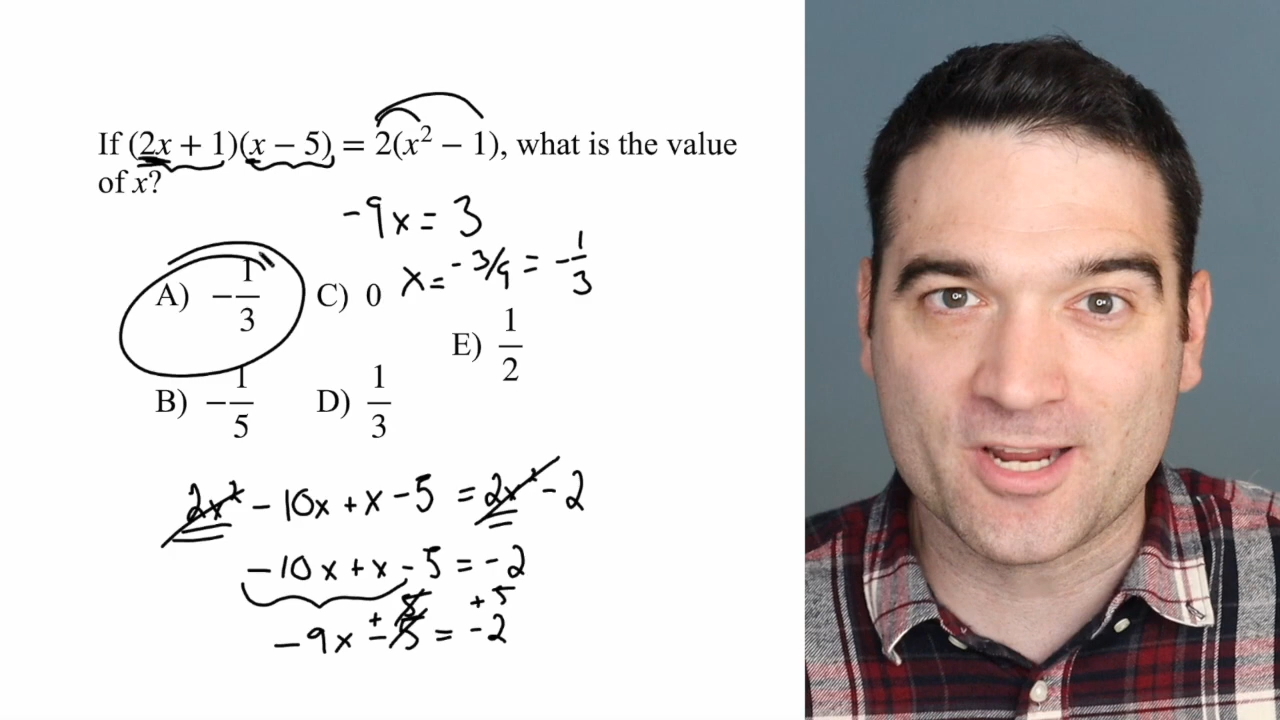 If (2x + 1)(x − 5) = 2(x² − 1), what is the value
of x?
-9x = 3
x = -3/9 = -1/3
A) −1/3
C) 0
E) 1/2
B) −1/5
D) 1/3
2x² - 10x + x - 5 = 2x² - 2
-10x + x - 5 = -2
+ 5 + 5
-9x - 5 = -2